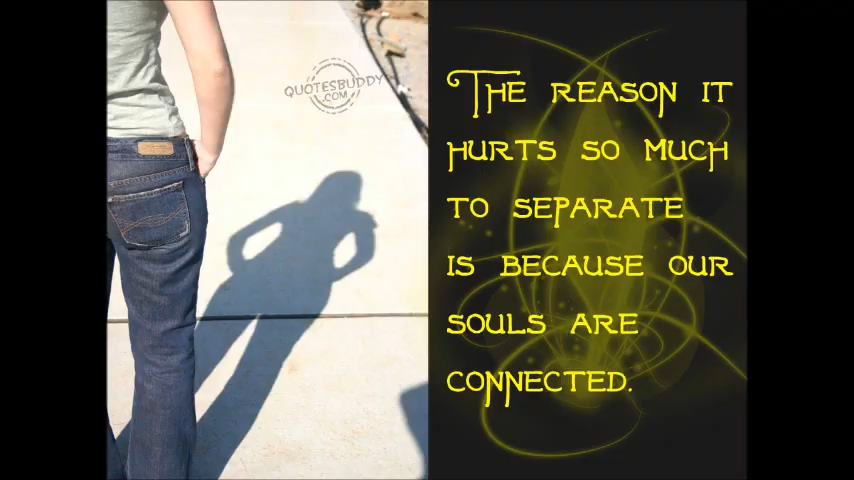 QUOTESBUDDY
.COM
The reason it
hurts so much
to separate
is because our
souls are
connected.